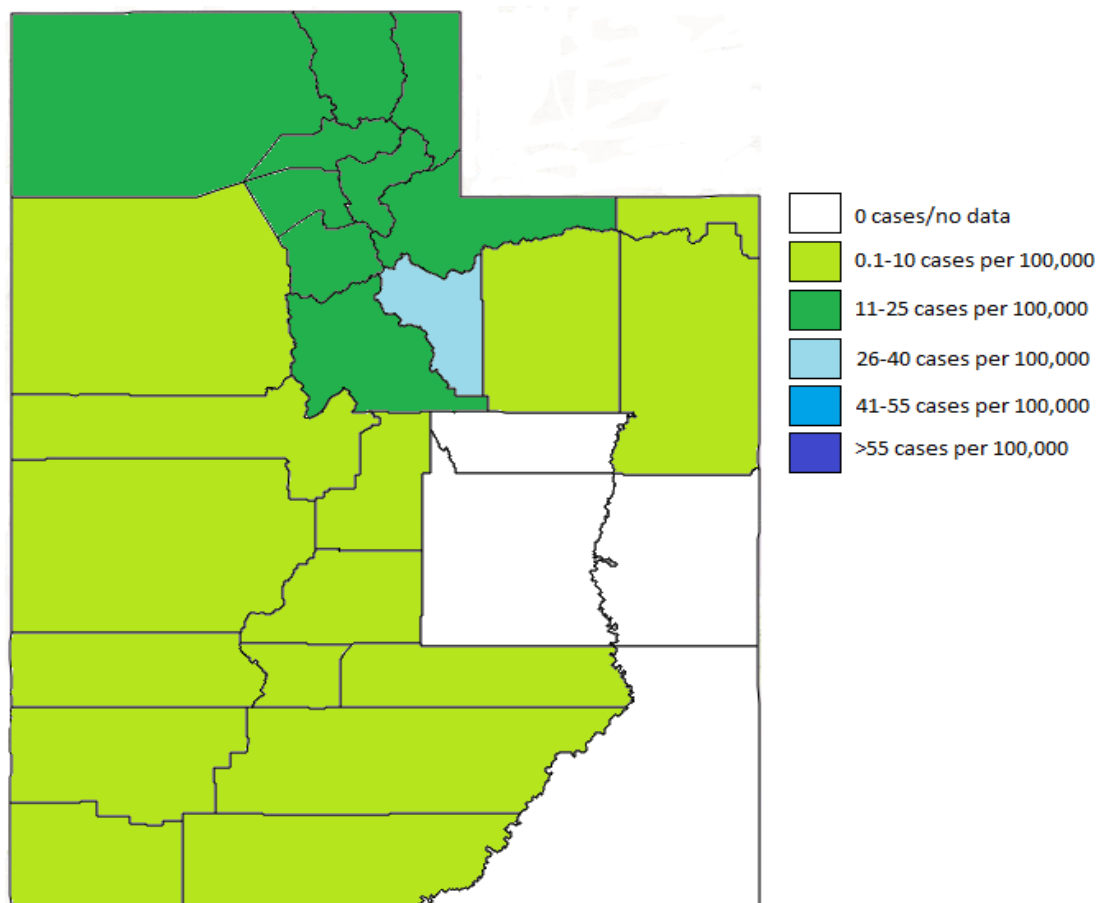 0 cases/no data
0.1-10 cases per 100,000
11-25 cases per 100,000
26-40 cases per 100,000
41-55 cases per 100,000
>55 cases per 100,000